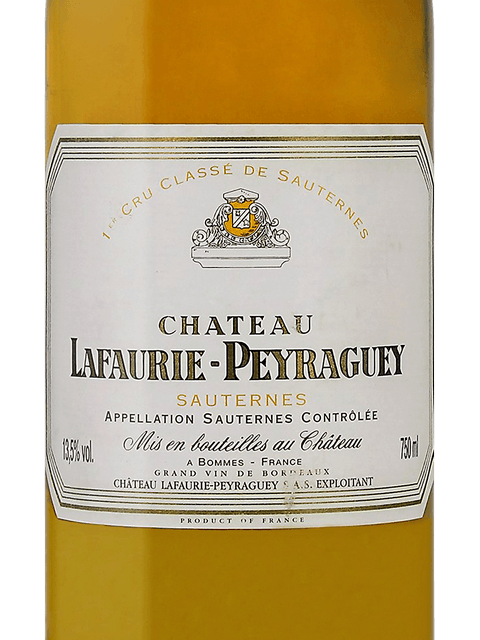 1er CRU CLASSÉ DE SAUTERNES
CHATEAU
LAFAURIE-PEYRAGUEY
SAUTERNES
APPELLATION SAUTERNES CONTRÔLÉE
13,5% vol. Mis en bouteilles au Château 750 ml
A BOMMES - FRANCE
GRAND VIN DE BORDEAUX
CHÂTEAU LAFAURIE-PEYRAGUEY S.A.S. EXPLOITANT
PRODUCT OF FRANCE